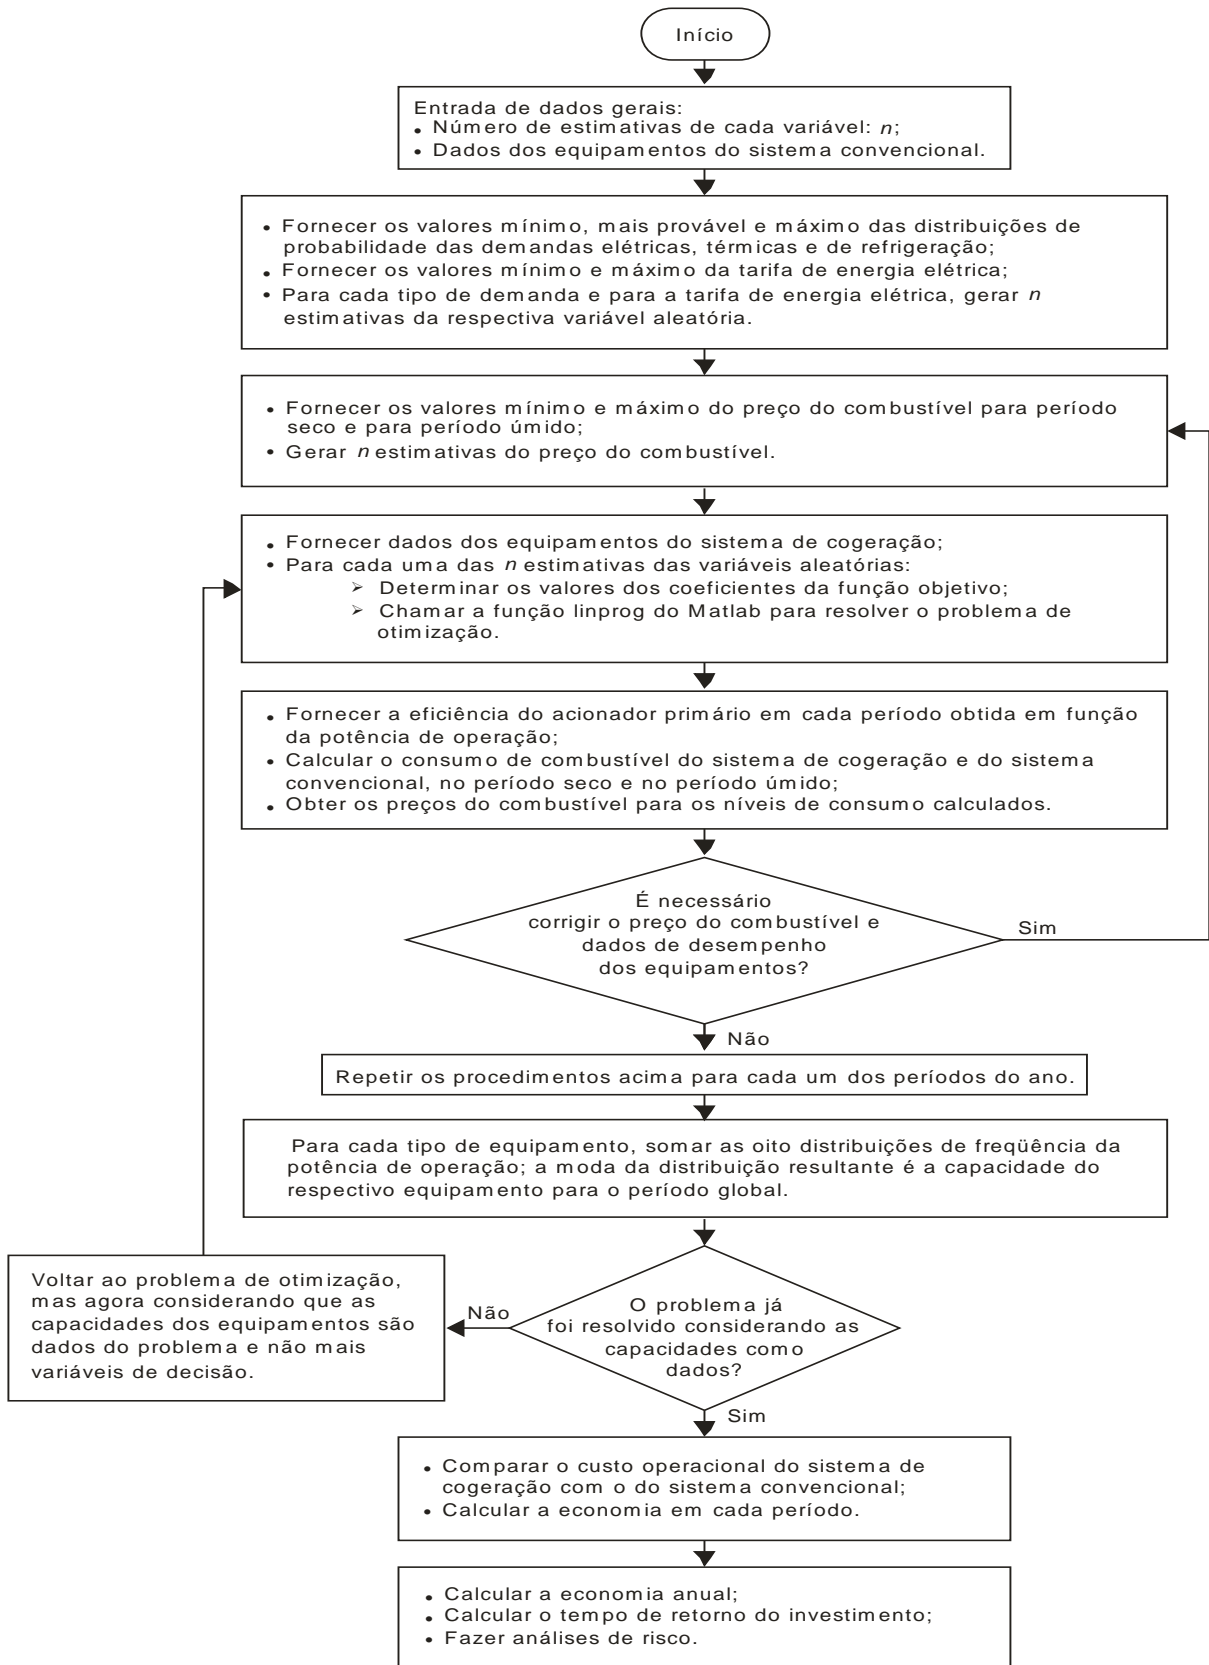 Início
Entrada de dados gerais:
• Número de estimativas de cada variável: n;
• Dados dos equipamentos do sistema convencional.
• Fornecer os valores mínimo, mais provável e máximo das distribuições de
probabilidade das demandas elétricas, térmicas e de refrigeração;
• Fornecer os valores mínimo e máximo da tarifa de energia elétrica;
• Para cada tipo de demanda e para a tarifa de energia elétrica, gerar n
estimativas da respectiva variável aleatória.
• Fornecer os valores mínimo e máximo do preço do combustível para período
seco e para período úmido;
• Gerar n estimativas do preço do combustível.
• Fornecer dados dos equipamentos do sistema de cogeração;
• Para cada uma das n estimativas das variáveis aleatórias:
➢ Determinar os valores dos coeficientes da função objetivo;
➢ Chamar a função linprog do Matlab para resolver o problema de
otimização.
• Fornecer a eficiência do acionador primário em cada período obtida em função
da potência de operação;
• Calcular o consumo de combustível do sistema de cogeração e do sistema
convencional, no período seco e no período úmido;
• Obter os preços do combustível para os níveis de consumo calculados.
É necessário
corrigir o preço do combustível e
dados de desempenho
dos equipamentos?
Sim
Não
Repetir os procedimentos acima para cada um dos períodos do ano.
Para cada tipo de equipamento, somar as oito distribuições de freqüência da
potência de operação; a moda da distribuição resultante é a capacidade do
respectivo equipamento para o período global.
O problema já
foi resolvido considerando as
capacidades como
dados?
Não
Voltar ao problema de otimização,
mas agora considerando que as
capacidades dos equipamentos são
dados do problema e não mais
variáveis de decisão.
Sim
• Comparar o custo operacional do sistema de
cogeração com o do sistema convencional;
• Calcular a economia em cada período.
• Calcular a economia anual;
• Calcular o tempo de retorno do investimento;
• Fazer análises de risco.